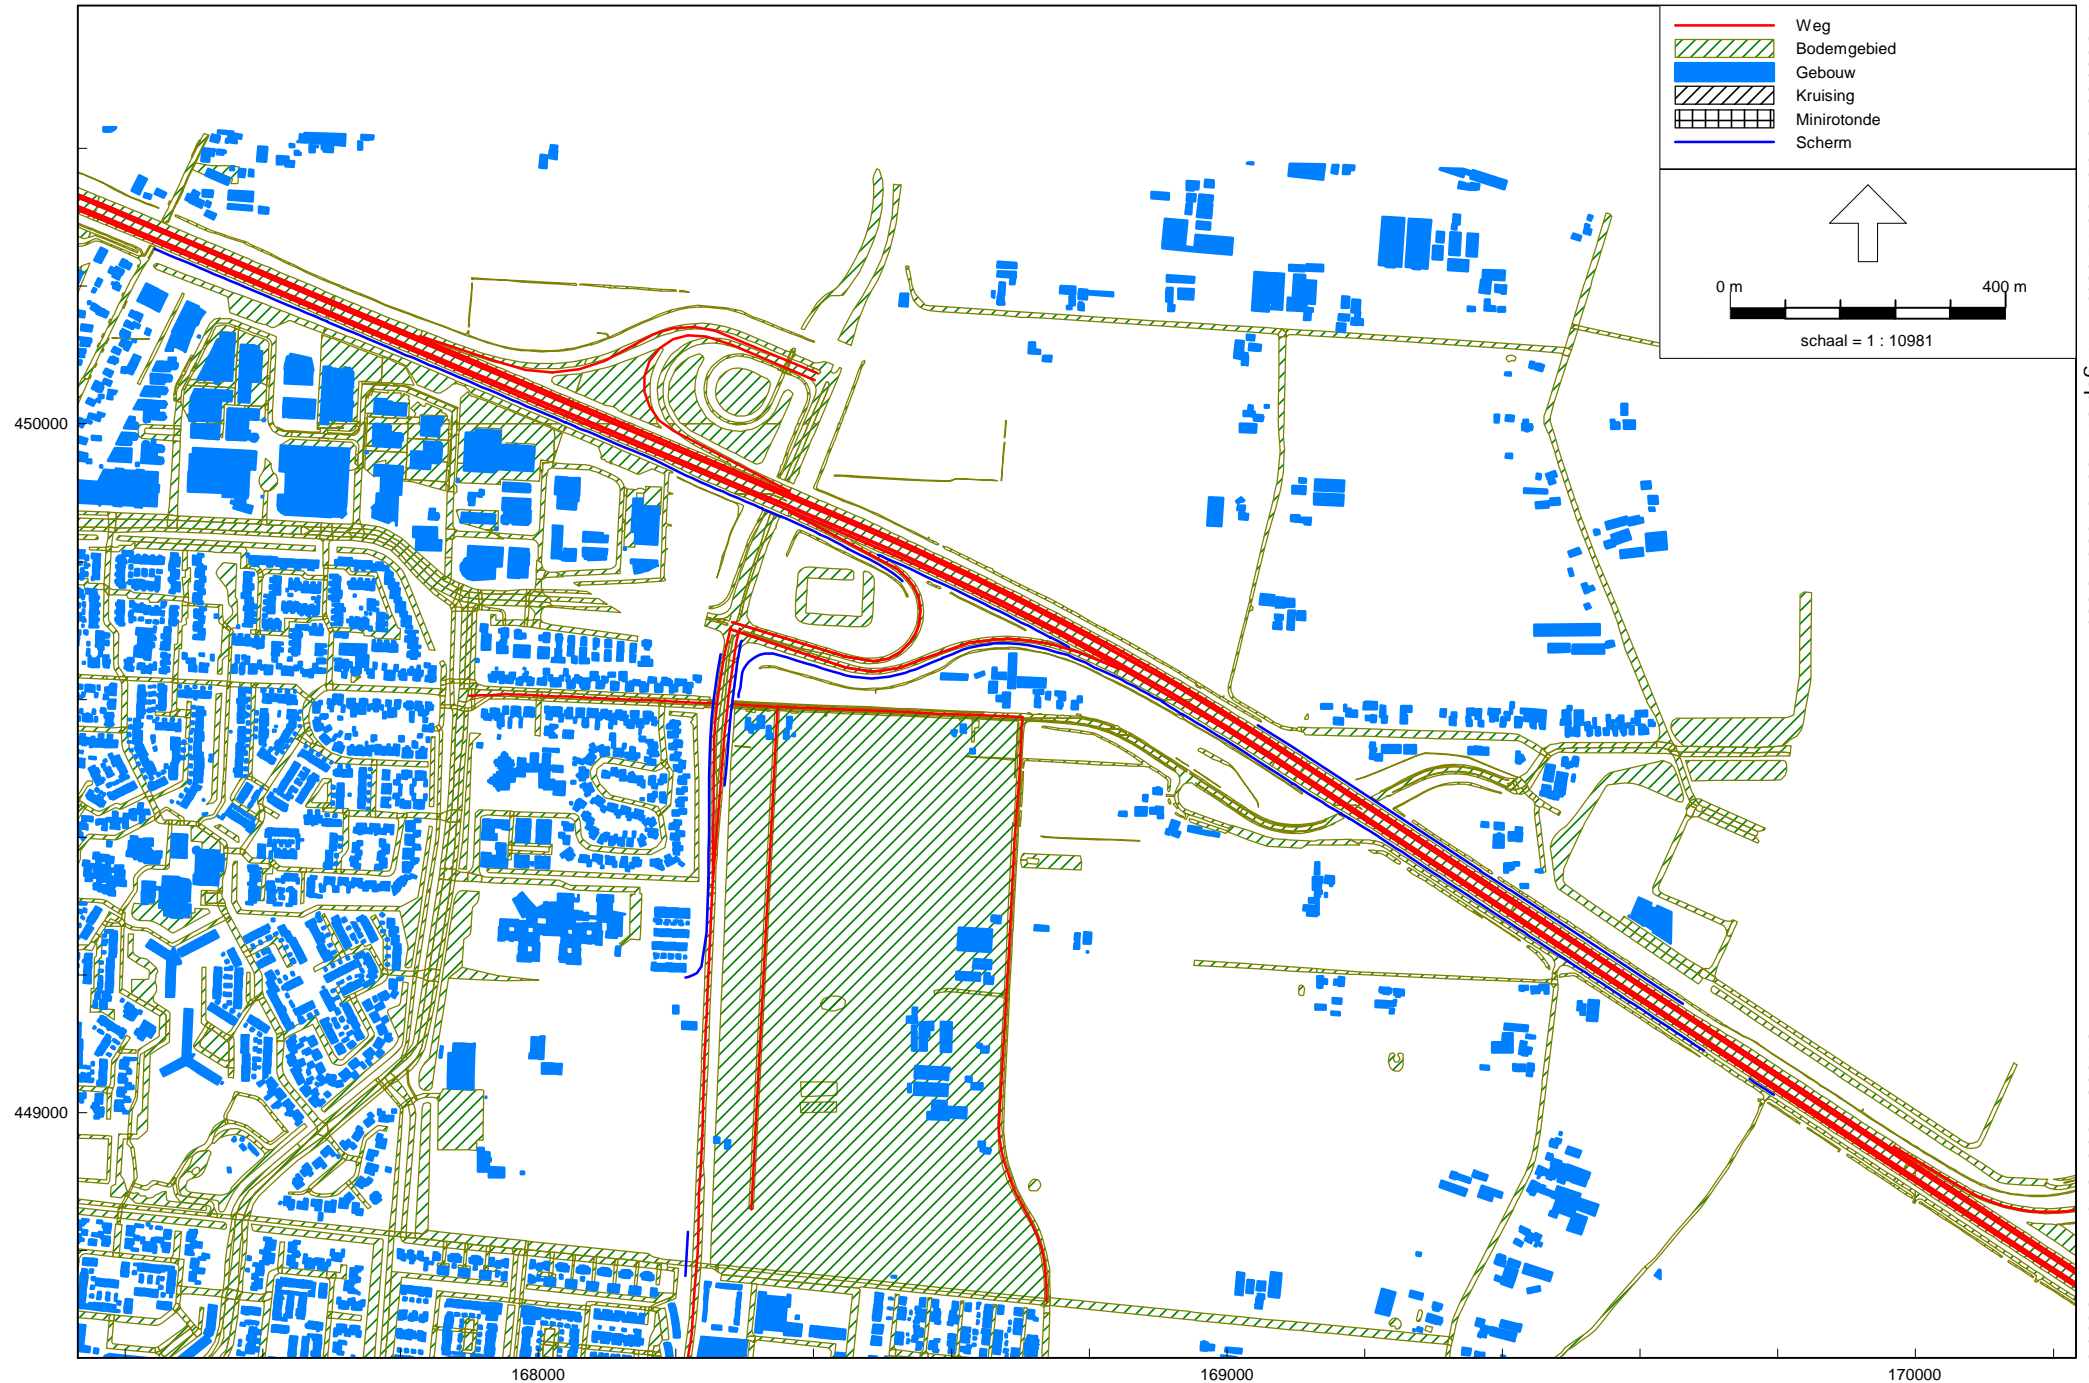 Weg
Bodemgebied
Gebouw
Kruising
Minirotonde
Scherm
0 m 400 m
schaal = 1 : 10981
450000
449000
168000 169000 170000